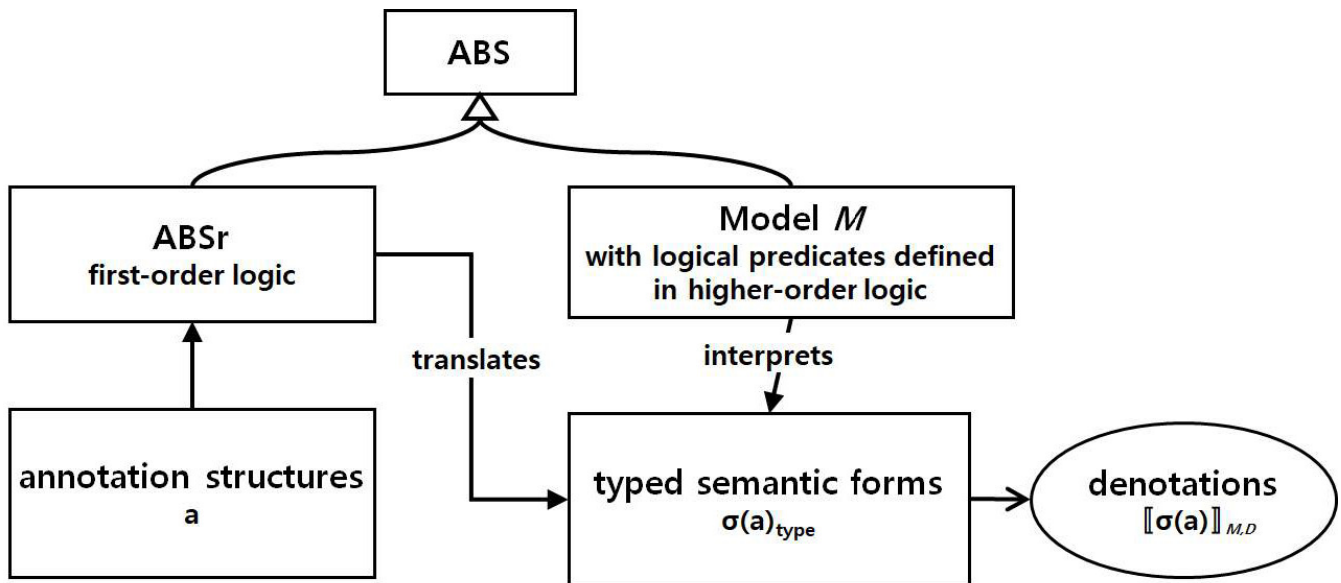 ABS
ABSr
first-order logic
Model M
with logical predicates defined
in higher-order logic
translates
interprets
annotation structures
a
typed semantic forms
σ(a)type
denotations
⟦σ(a)⟧M,D